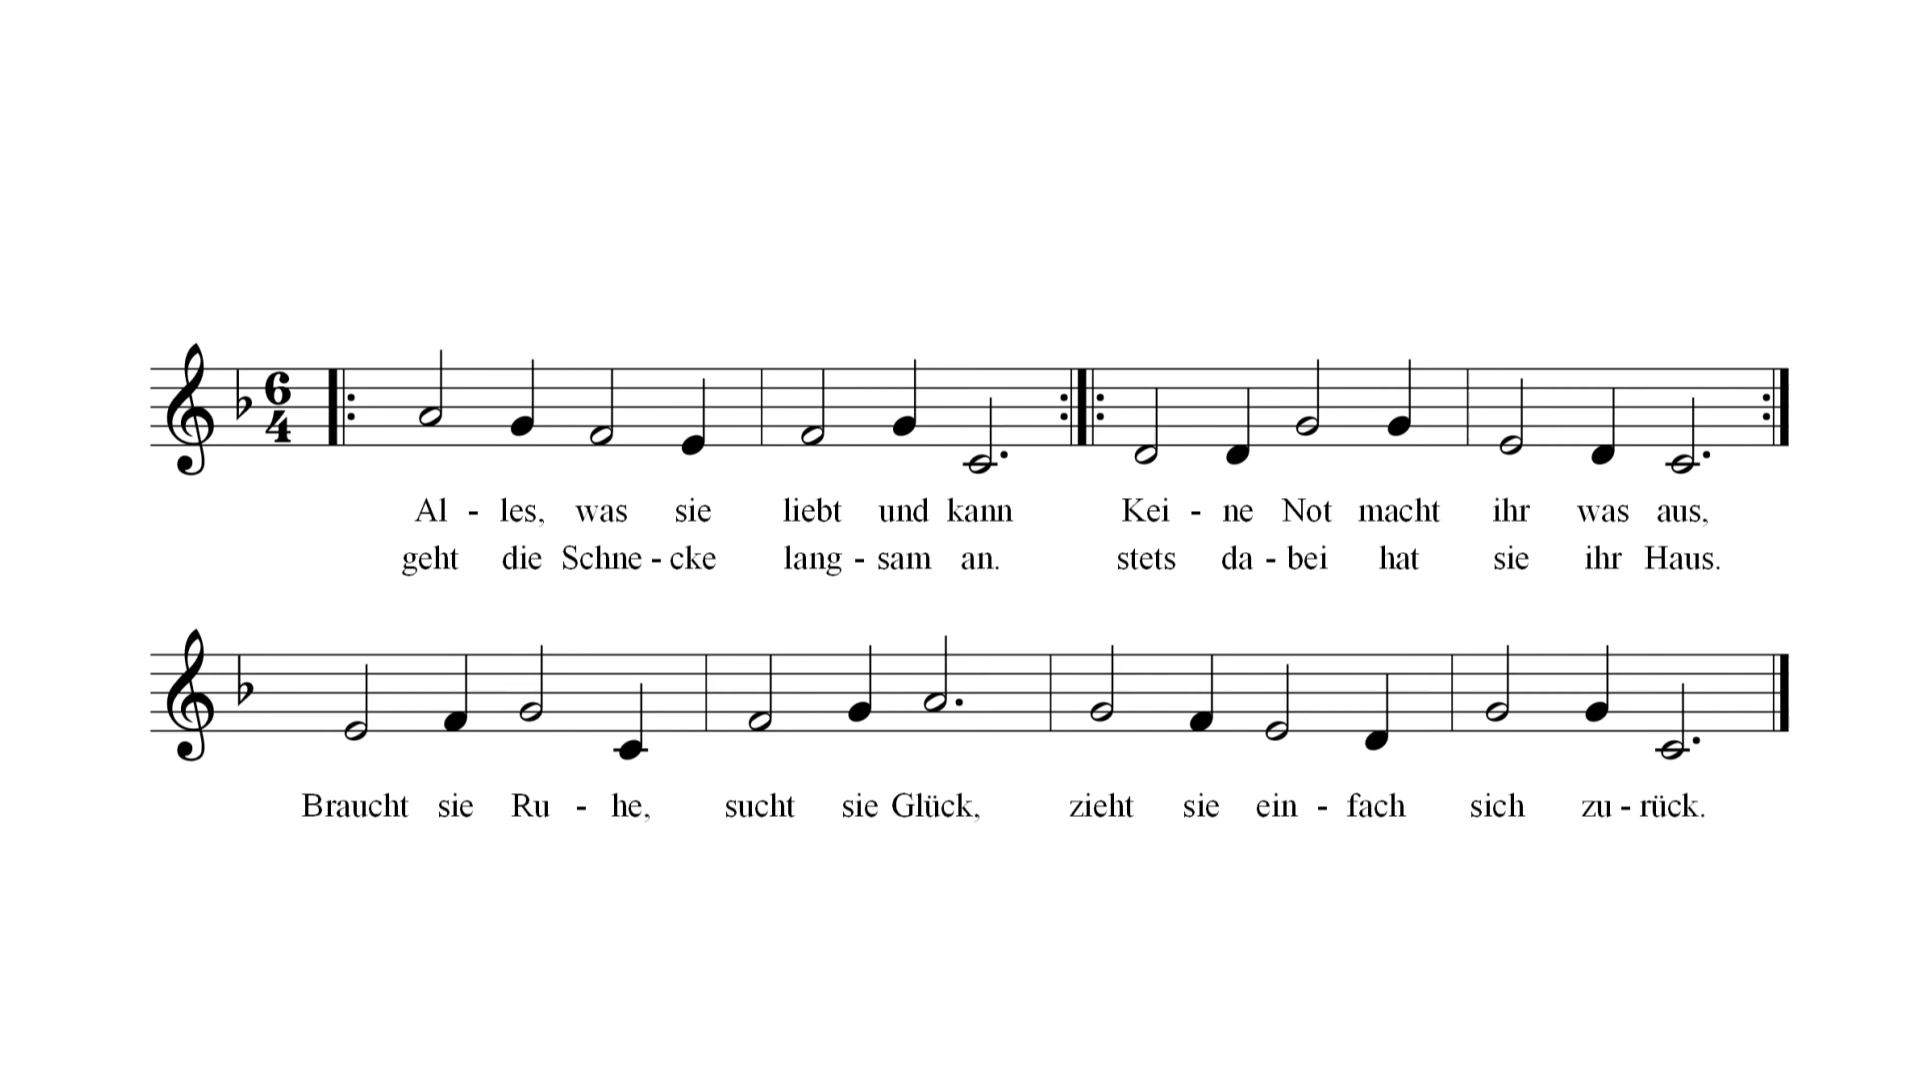 6
4
Al - les, was sie liebt und kann Kei - ne Not macht ihr was aus,
geht die Schne - cke lang - sam an. stets da - bei hat sie ihr Haus.
Braucht sie Ru - he, sucht sie Glück, zieht sie ein - fach sich zu - rück.